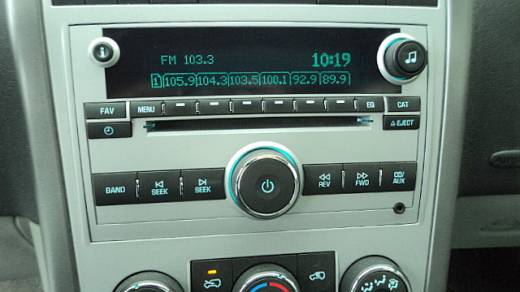 FM 103.3 10:19
1 105.9 104.3 103.5 100.1 92.9 89.9
FAV MENU EQ CAT
EJECT
BAND SEEK SEEK REV FWD CD/AUX